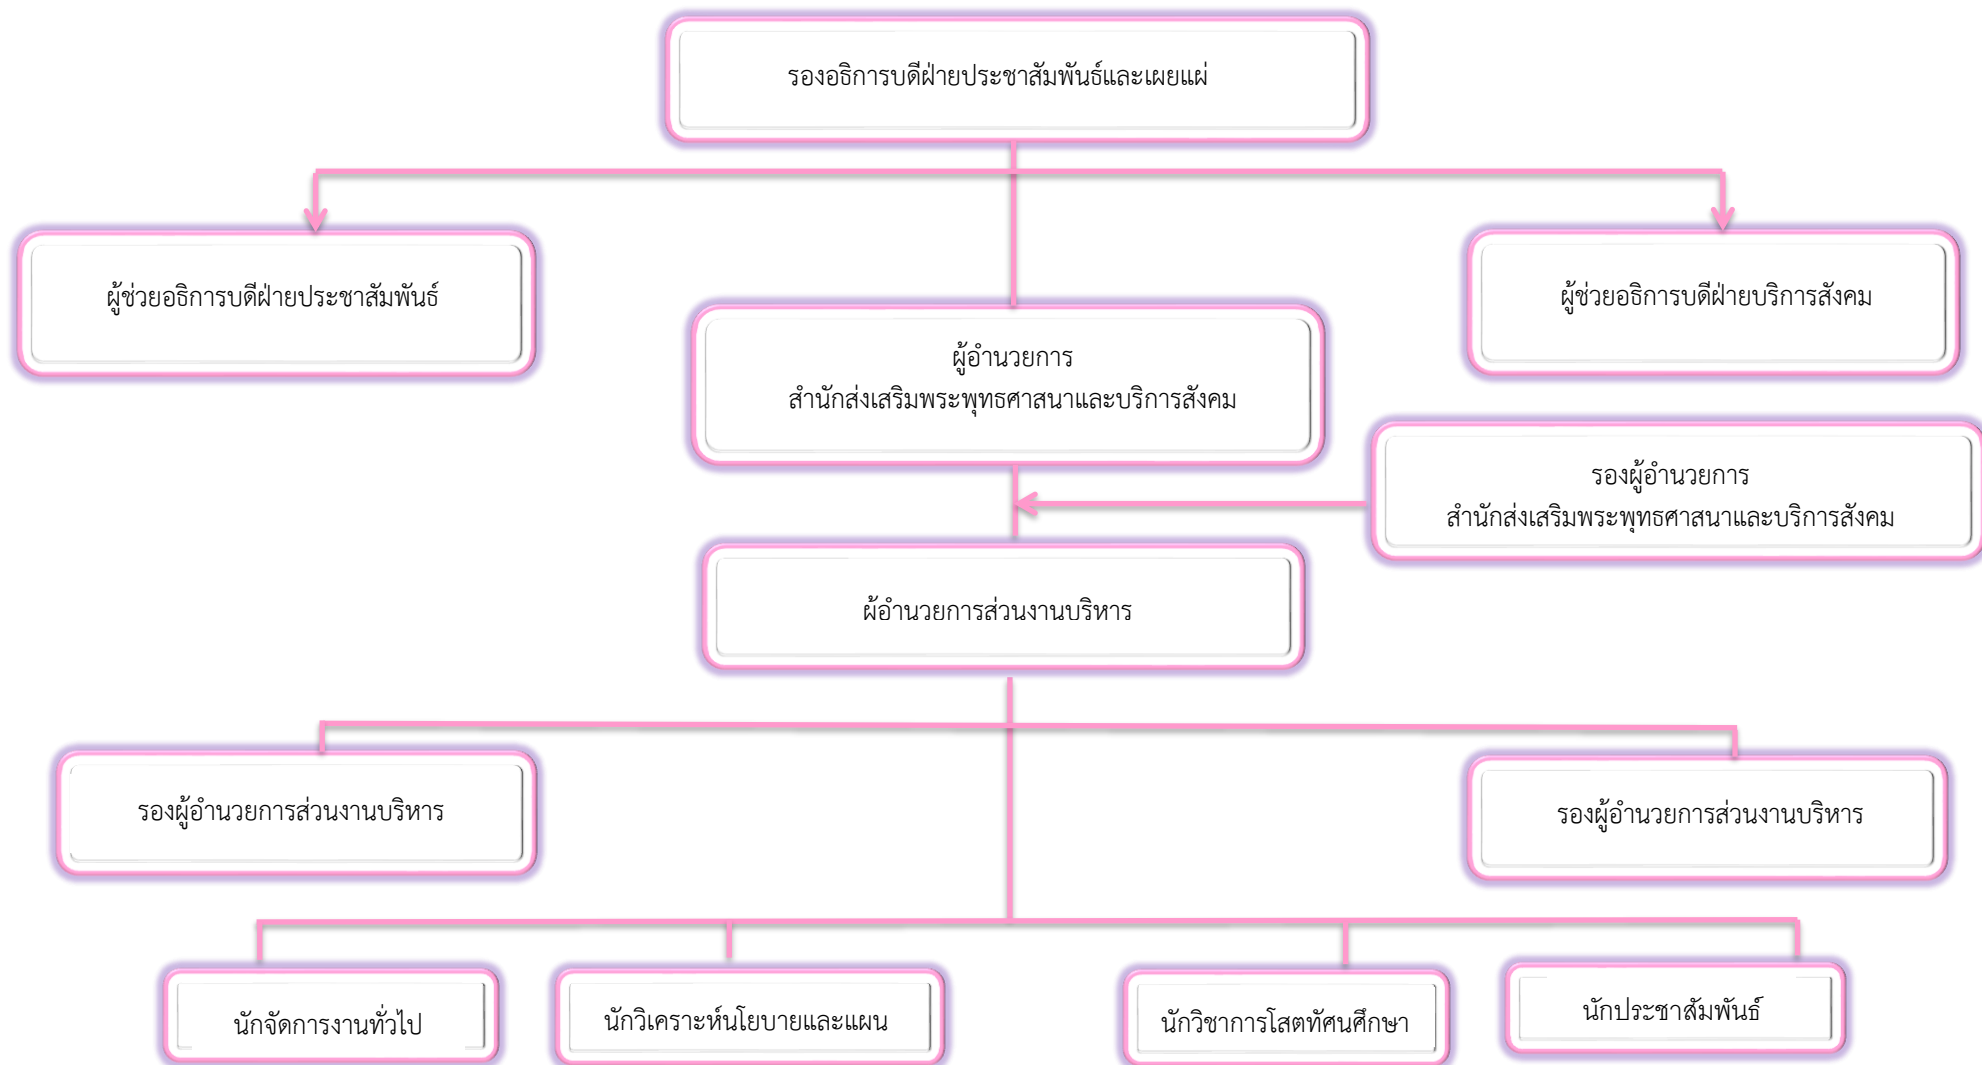 รองอธิการบดีฝ่ายประชาสัมพันธ์และเผยแผ่
ผู้ช่วยอธิการบดีฝ่ายประชาสัมพันธ์
ผู้ช่วยอธิการบดีฝ่ายบริการสังคม
ผู้อำนวยการ
สำนักส่งเสริมพระพุทธศาสนาและบริการสังคม
รองผู้อำนวยการ
สำนักส่งเสริมพระพุทธศาสนาและบริการสังคม
ผู้อำนวยการส่วนงานบริหาร
รองผู้อำนวยการส่วนงานบริหาร
รองผู้อำนวยการส่วนงานบริหาร
นักจัดการงานทั่วไป
นักวิเคราะห์นโยบายและแผน
นักวิชาการโสตทัศนศึกษา
นักประชาสัมพันธ์